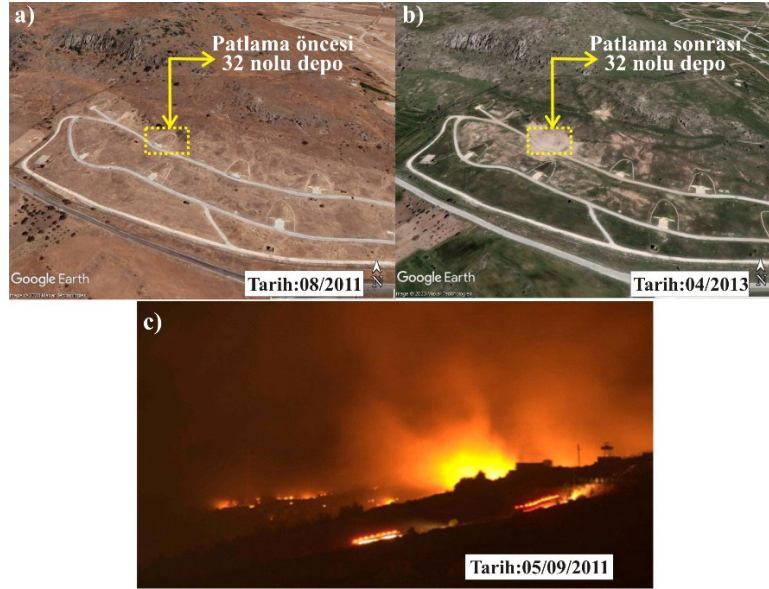 a)
Patlama öncesi
32 nolu depo
Google Earth
Tarih:08/2011
N
b)
Patlama sonrası
32 nolu depo
Google Earth
Tarih:04/2013
N
c)
Tarih:05/09/2011